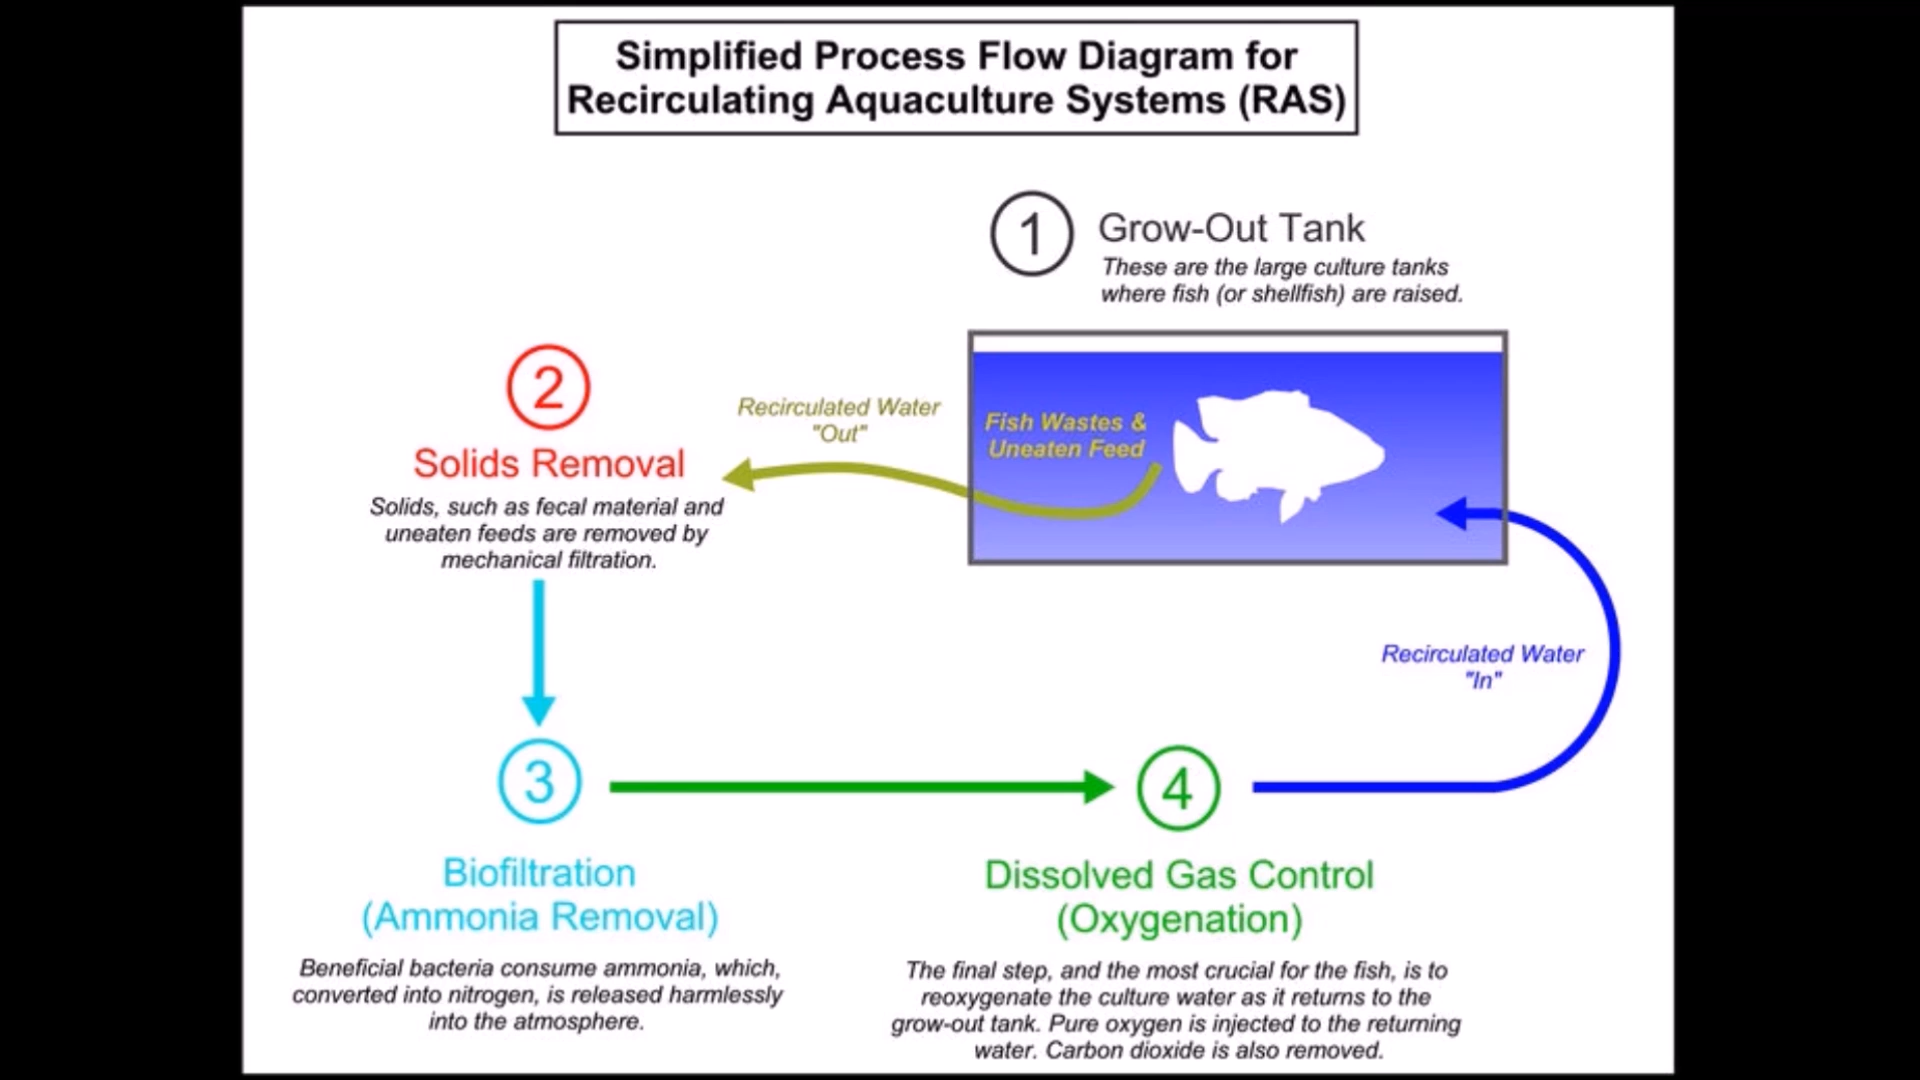 Simplified Process Flow Diagram for
Recirculating Aquaculture Systems (RAS)
1
Grow-Out Tank
These are the large culture tanks
where fish (or shellfish) are raised.
2
Solids Removal
Solids, such as fecal material and
uneaten feeds are removed by
mechanical filtration.
Recirculated Water
"Out"
Fish Wastes &
Uneaten Feed
Recirculated Water
"In"
3
Biofiltration
(Ammonia Removal)
Beneficial bacteria consume ammonia, which,
converted into nitrogen, is released harmlessly
into the atmosphere.
4
Dissolved Gas Control
(Oxygenation)
The final step, and the most crucial for the fish, is to
reoxygenate the culture water as it returns to the
grow-out tank. Pure oxygen is injected to the returning
water. Carbon dioxide is also removed.